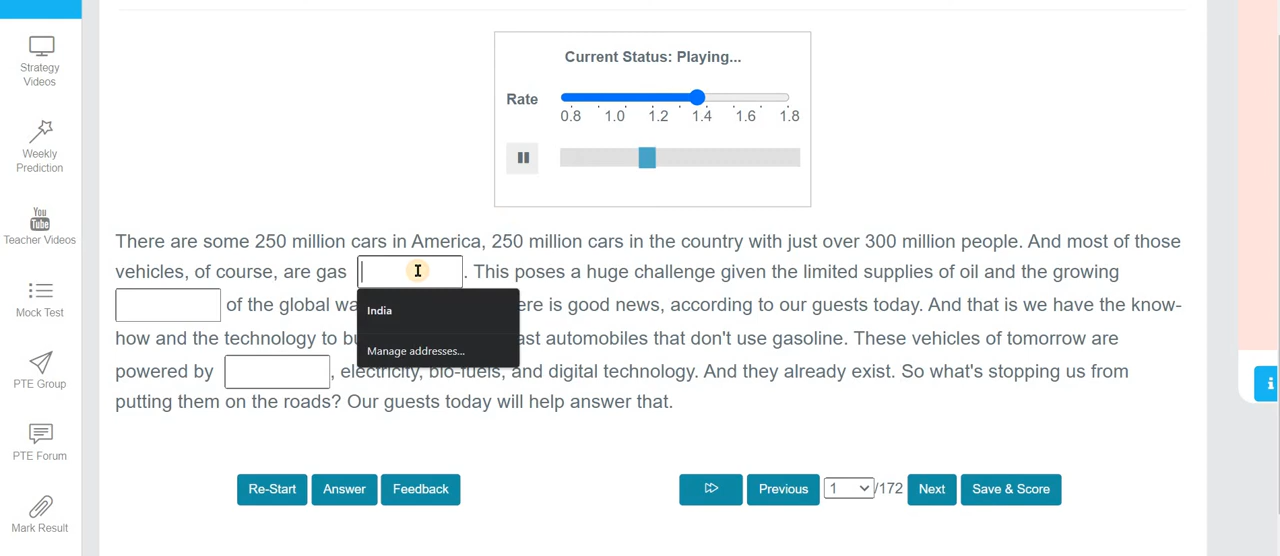 Strategy
Videos
Weekly
Prediction
You
Tube
Teacher Videos
Mock Test
PTE Group
PTE Forum
Mark Result
Current Status: Playing...
Rate
0.8 1.0 1.2 1.4 1.6 1.8
There are some 250 million cars in America, 250 million cars in the country with just over 300 million people. And most of those
vehicles, of course, are gas . This poses a huge challenge given the limited supplies of oil and the growing
of the global wa ere is good news, according to our guests today. And that is we have the know-
how and the technology to bu ast automobiles that don't use gasoline. These vehicles of tomorrow are
powered by , electricity, bio-fuels, and digital technology. And they already exist. So what's stopping us from
putting them on the roads? Our guests today will help answer that.
India
Manage addresses...
Re-Start Answer Feedback Previous 1 /172 Next Save & Score
i